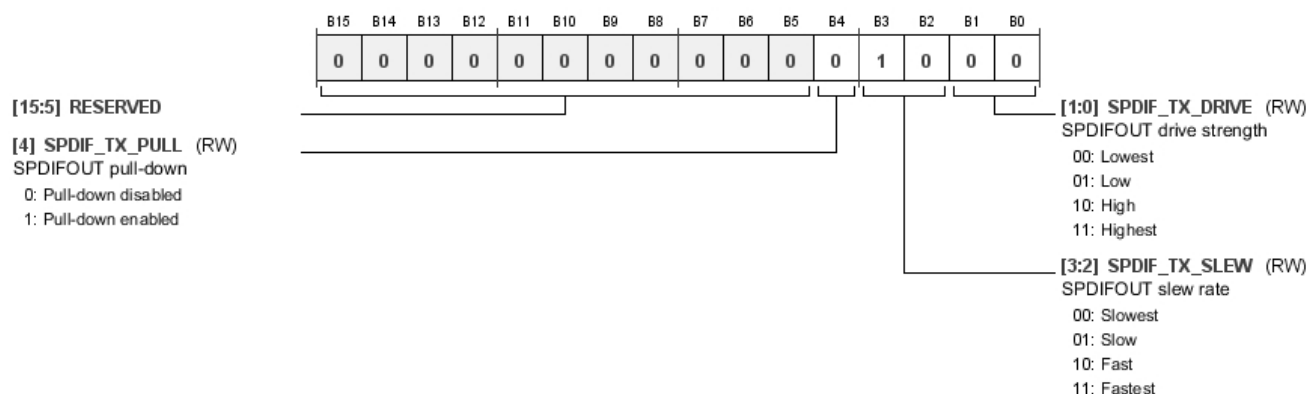 B15 B14 B13 B12 B11 B10 B9 B8 B7 B6 B5 B4 B3 B2 B1 B0
0 0 0 0 0 0 0 0 0 0 0 0 1 0 0 0
[15:5] RESERVED
[4] SPDIF_TX_PULL (RW)
SPDIFOUT pull-down
0: Pull-down disabled
1: Pull-down enabled
[1:0] SPDIF_TX_DRIVE (RW)
SPDIFOUT drive strength
00: Lowest
01: Low
10: High
11: Highest
[3:2] SPDIF_TX_SLEW (RW)
SPDIFOUT slew rate
00: Slowest
01: Slow
10: Fast
11: Fastest